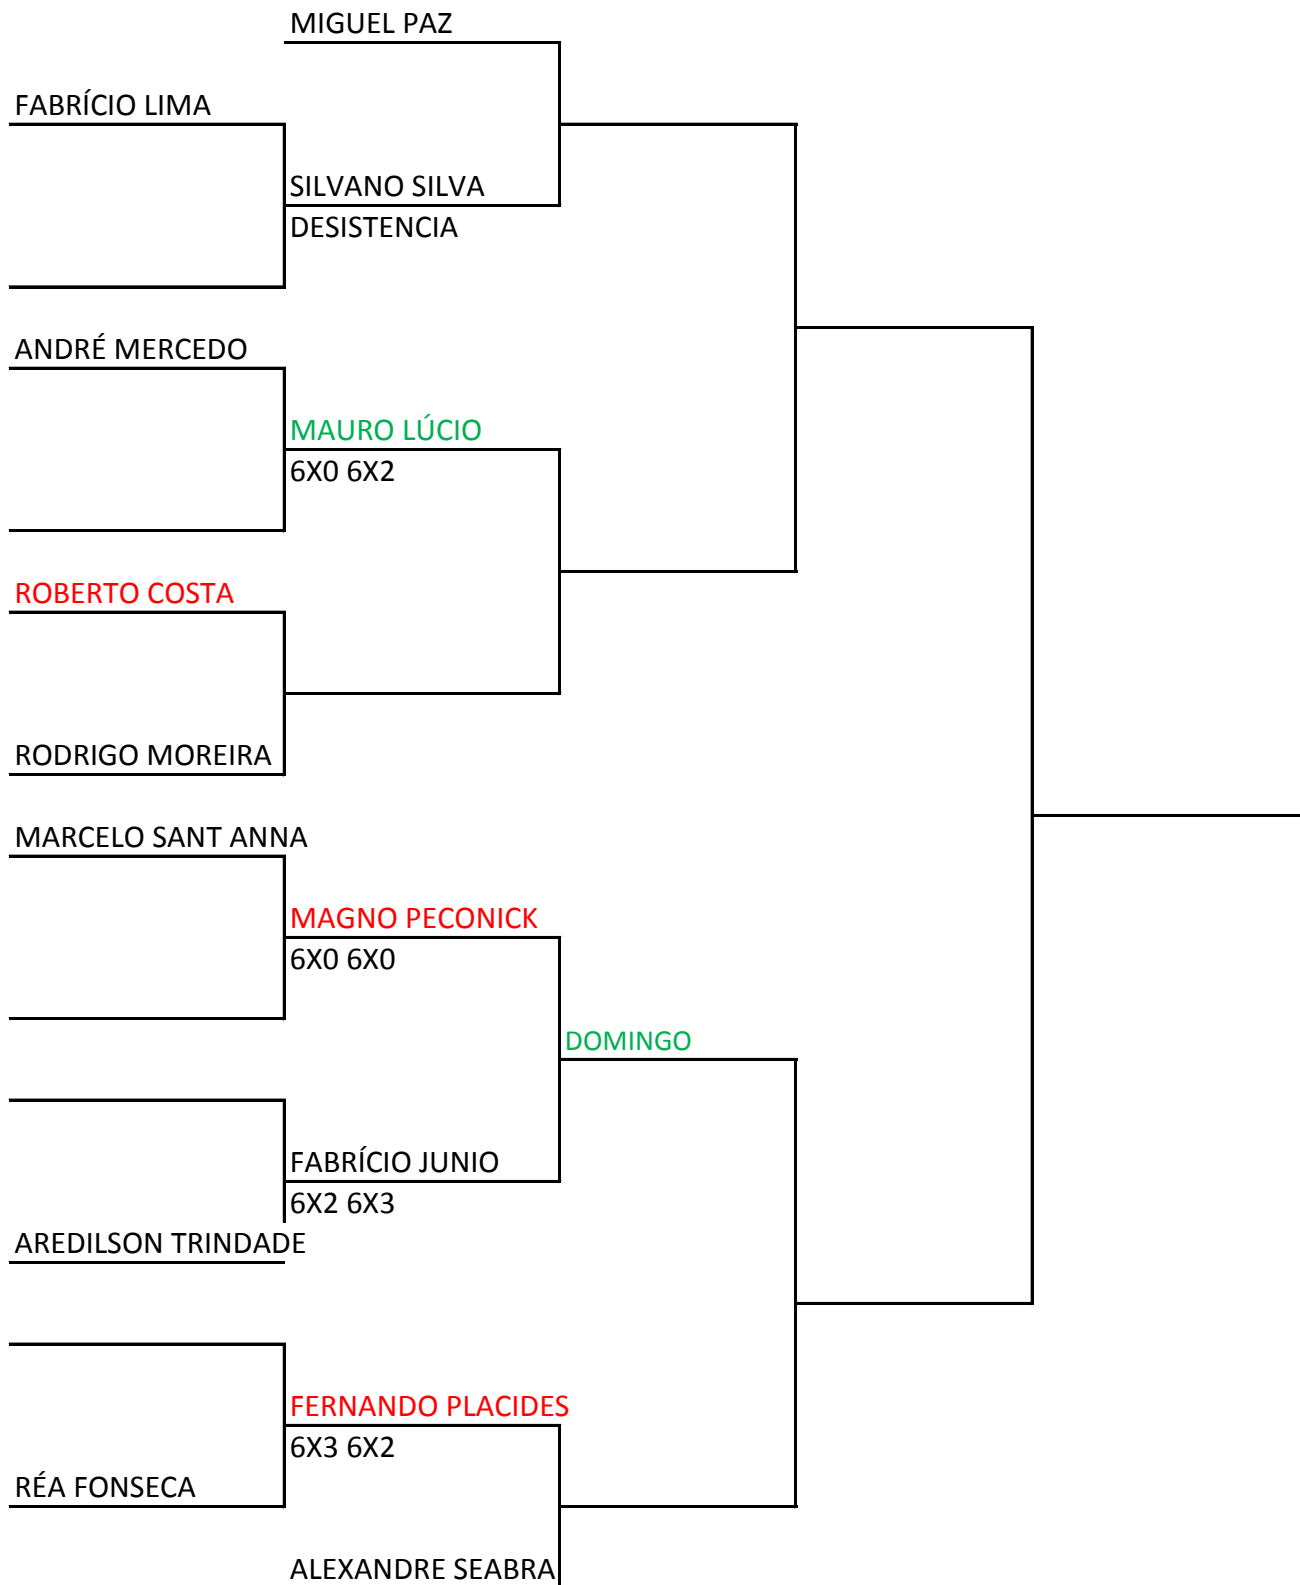 MIGUEL PAZ
FABRÍCIO LIMA
SILVANO SILVA
DESISTENCIA
ANDRÉ MERCEDO
MAURO LÚCIO
6X0 6X2
ROBERTO COSTA
RODRIGO MOREIRA
MARCELO SANT ANNA
MAGNO PECONICK
6X0 6X0
DOMINGO
FABRÍCIO JUNIO
6X2 6X3
AREDILSON TRINDADE
FERNANDO PLACIDES
6X3 6X2
RÉA FONSECA
ALEXANDRE SEABRA